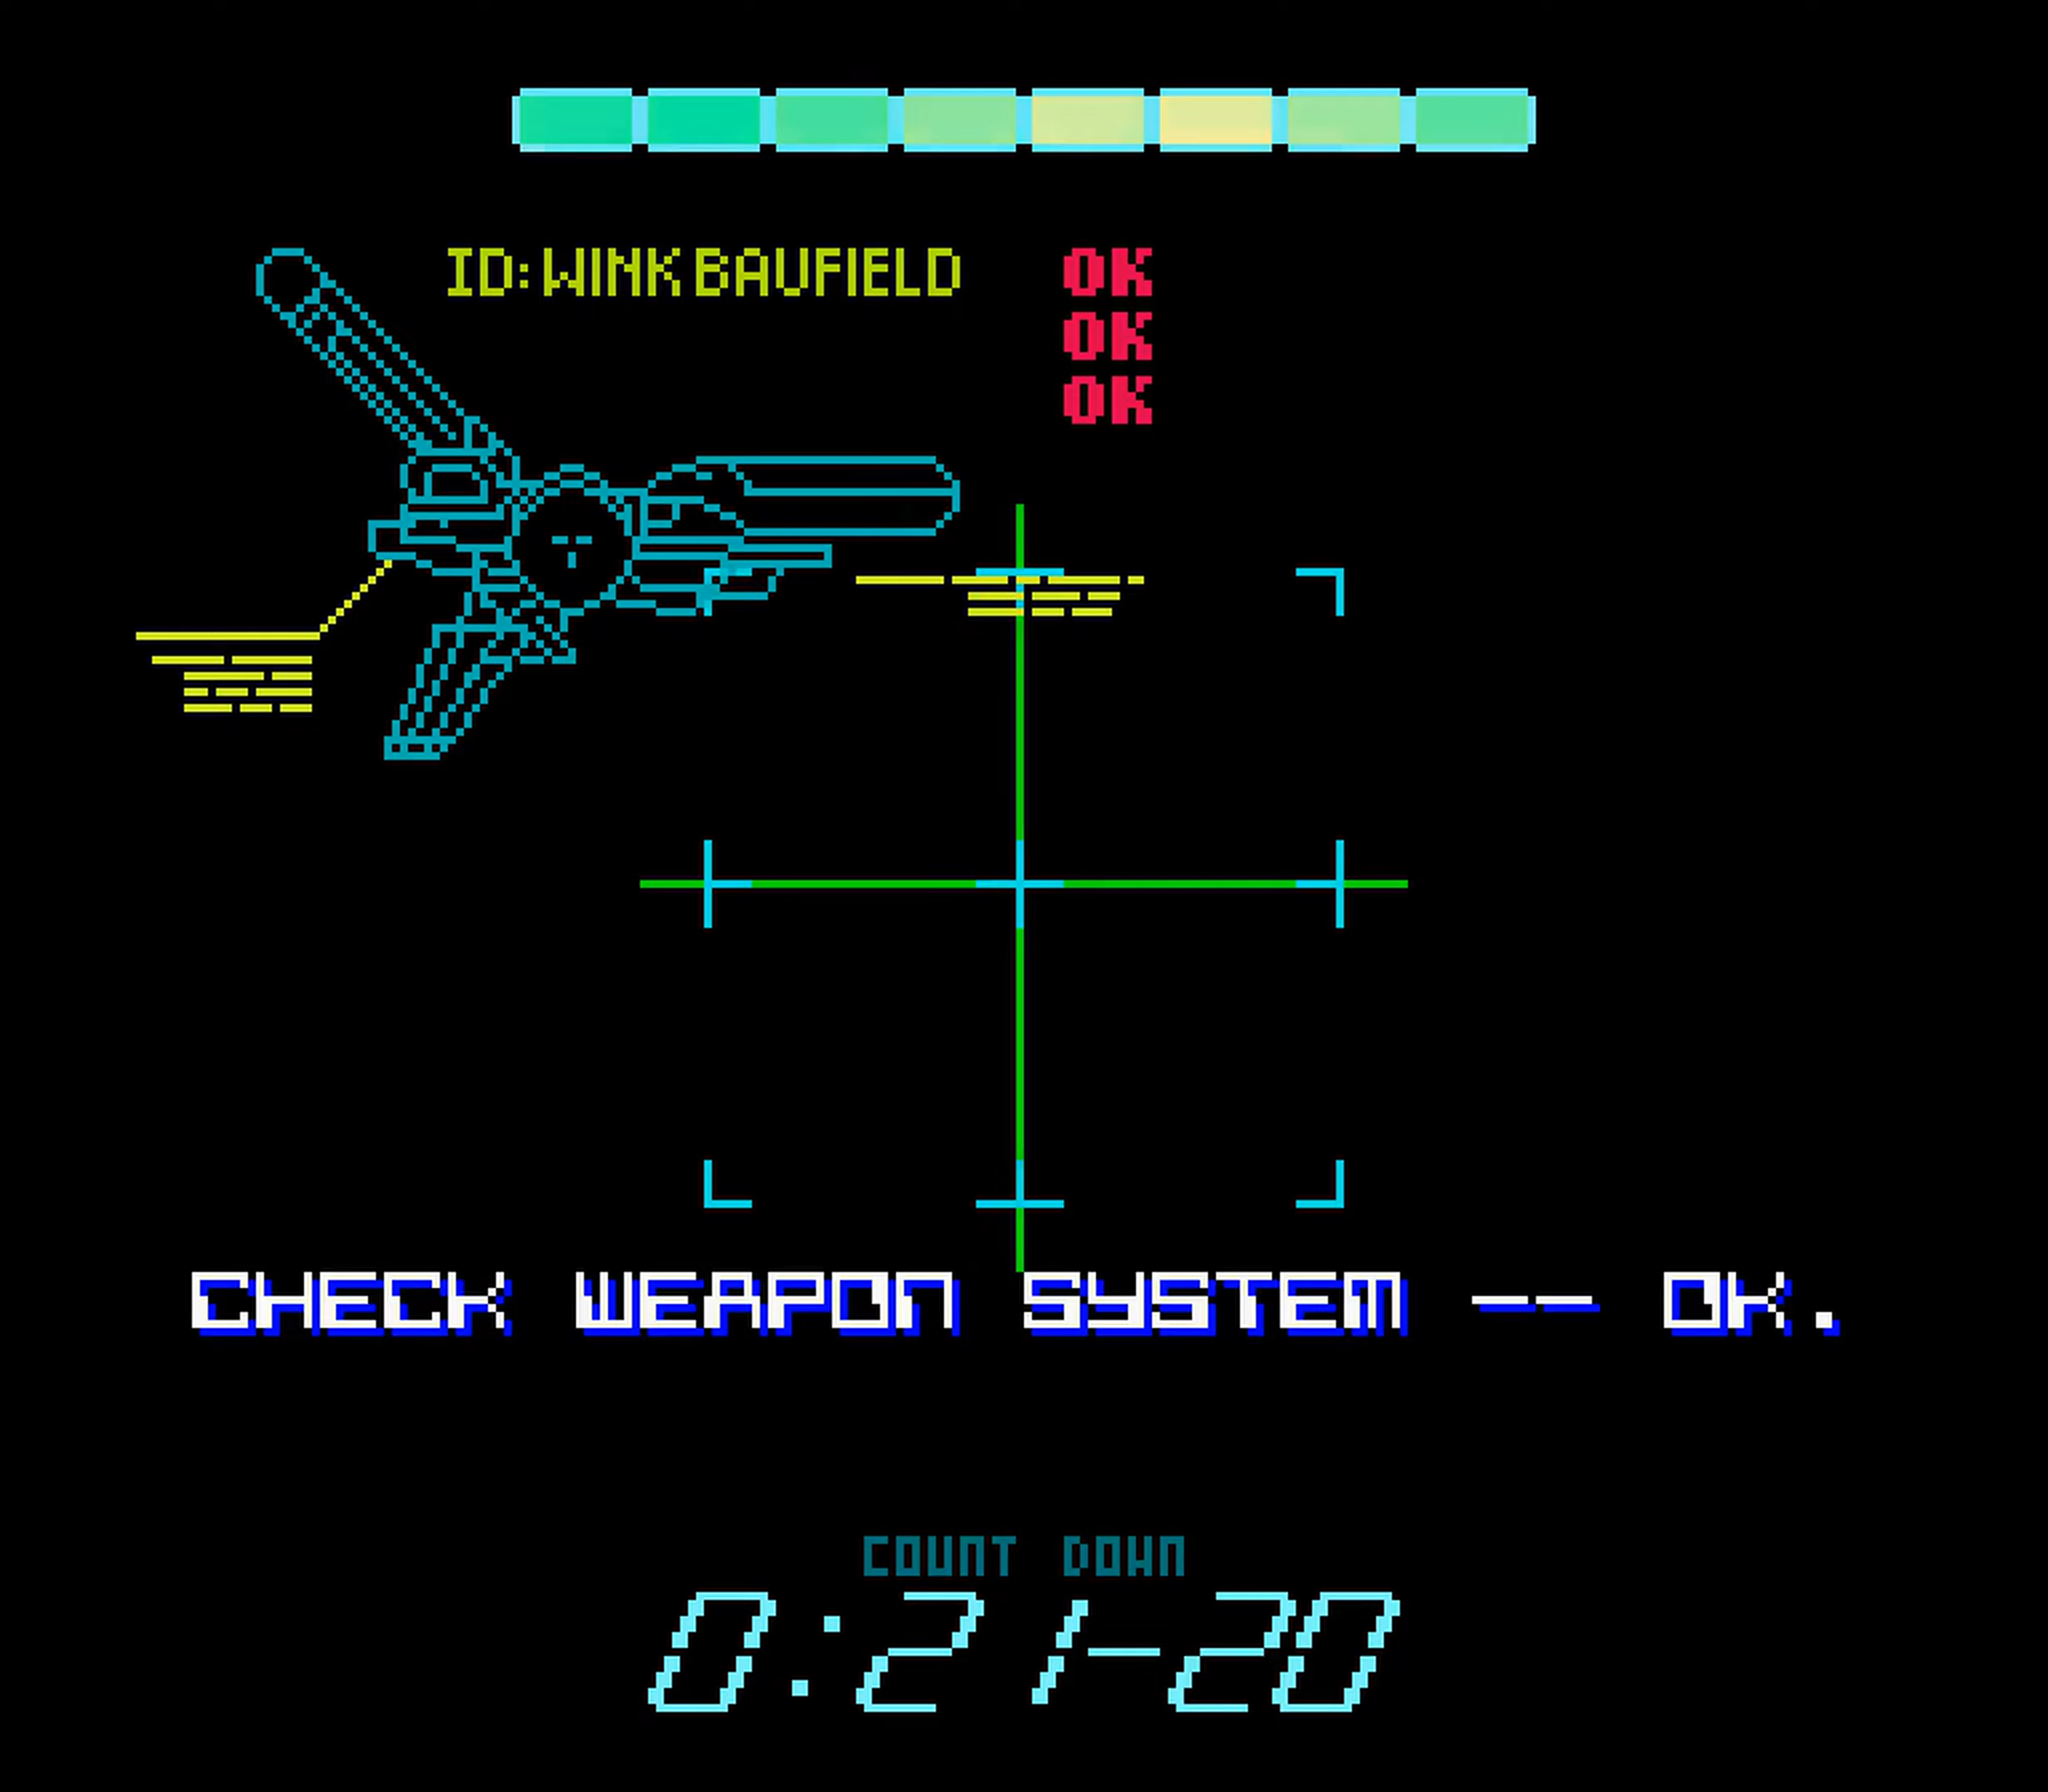 ID: WINK BAUFIELD OK
OK
OK
CHECK WEAPON SYSTEM -- OK.
COUNT DOWN
0:21-20